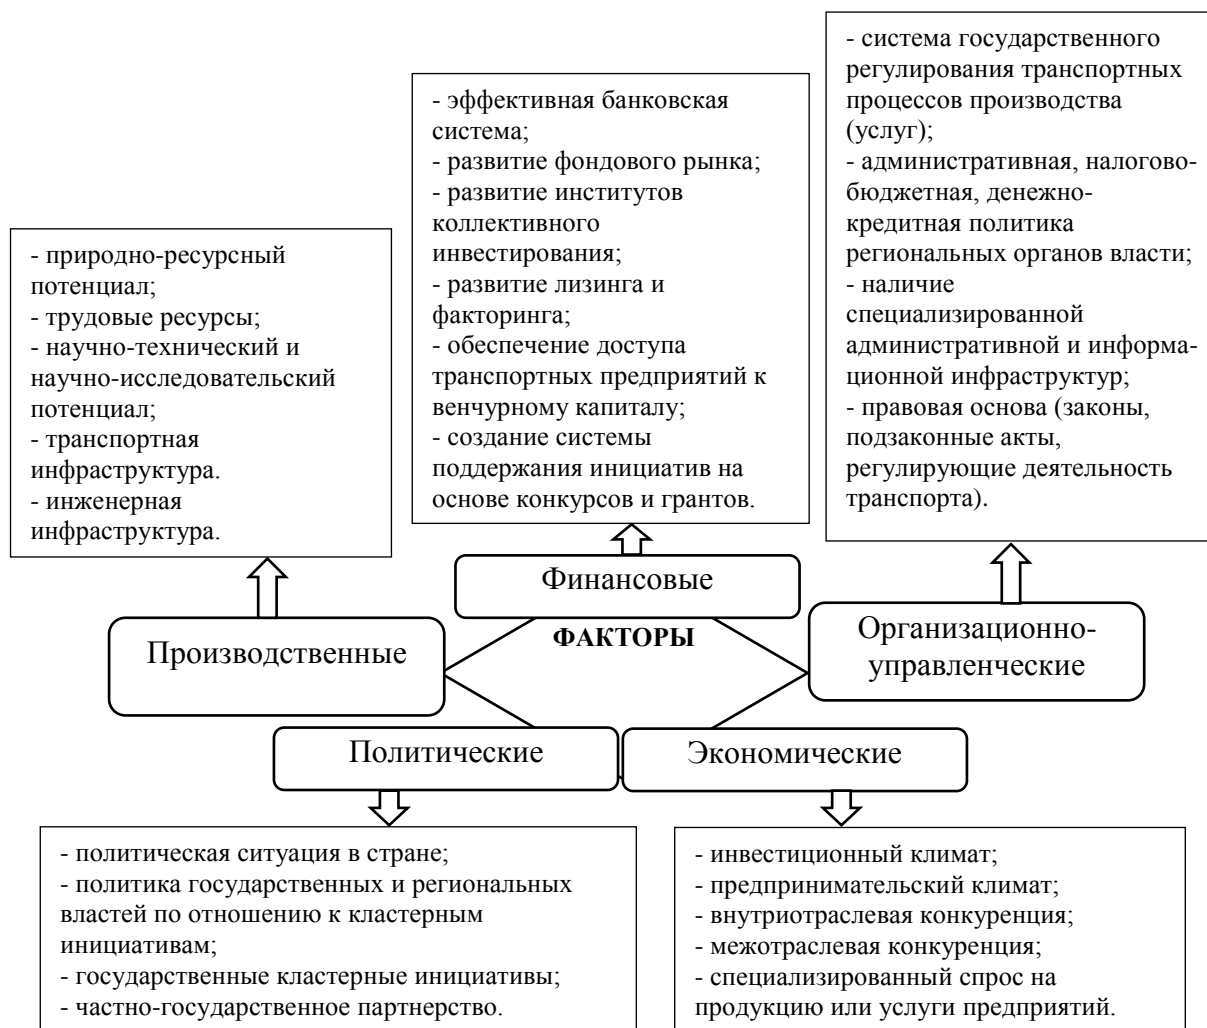 - природно-ресурсный
потенциал;
- трудовые ресурсы;
- научно-технический и
научно-исследовательский
потенциал;
- транспортная
инфраструктура.
- инженерная
инфраструктура.
- эффективная банковская
система;
- развитие фондового рынка;
- развитие институтов
коллективного
инвестирования;
- развитие лизинга и
факторинга;
- обеспечение доступа
транспортных предприятий к
венчурному капиталу;
- создание системы
поддержания инициатив на
основе конкурсов и грантов.
- система государственного
регулирования транспортных
процессов производства
(услуг);
- административная, налогово-
бюджетная, денежно-
кредитная политика
региональных органов власти;
- наличие
специализированной
административной и информа-
ционной инфраструктур;
- правовая основа (законы,
подзаконные акты,
регулирующие деятельность
транспорта).
Производственные
Финансовые
ФАКТОРЫ
Организационно-
управленческие
Политические
Экономические
- политическая ситуация в стране;
- политика государственных и региональных
властей по отношению к кластерным
инициативам;
- государственные кластерные инициативы;
- частно-государственное партнерство.
- инвестиционный климат;
- предпринимательский климат;
- внутриотраслевая конкуренция;
- межотраслевая конкуренция;
- специализированный спрос на
продукцию или услуги предприятий.